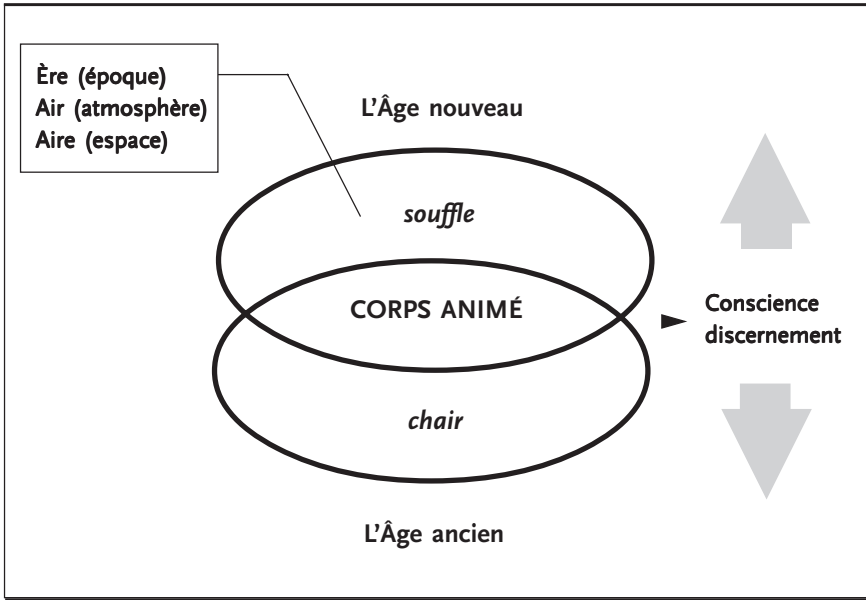 Ère (époque)
Air (atmosphère)
Aire (espace)
L’Âge nouveau
souffle
CORPS ANIMÉ
Conscience
discernement
chair
L’Âge ancien